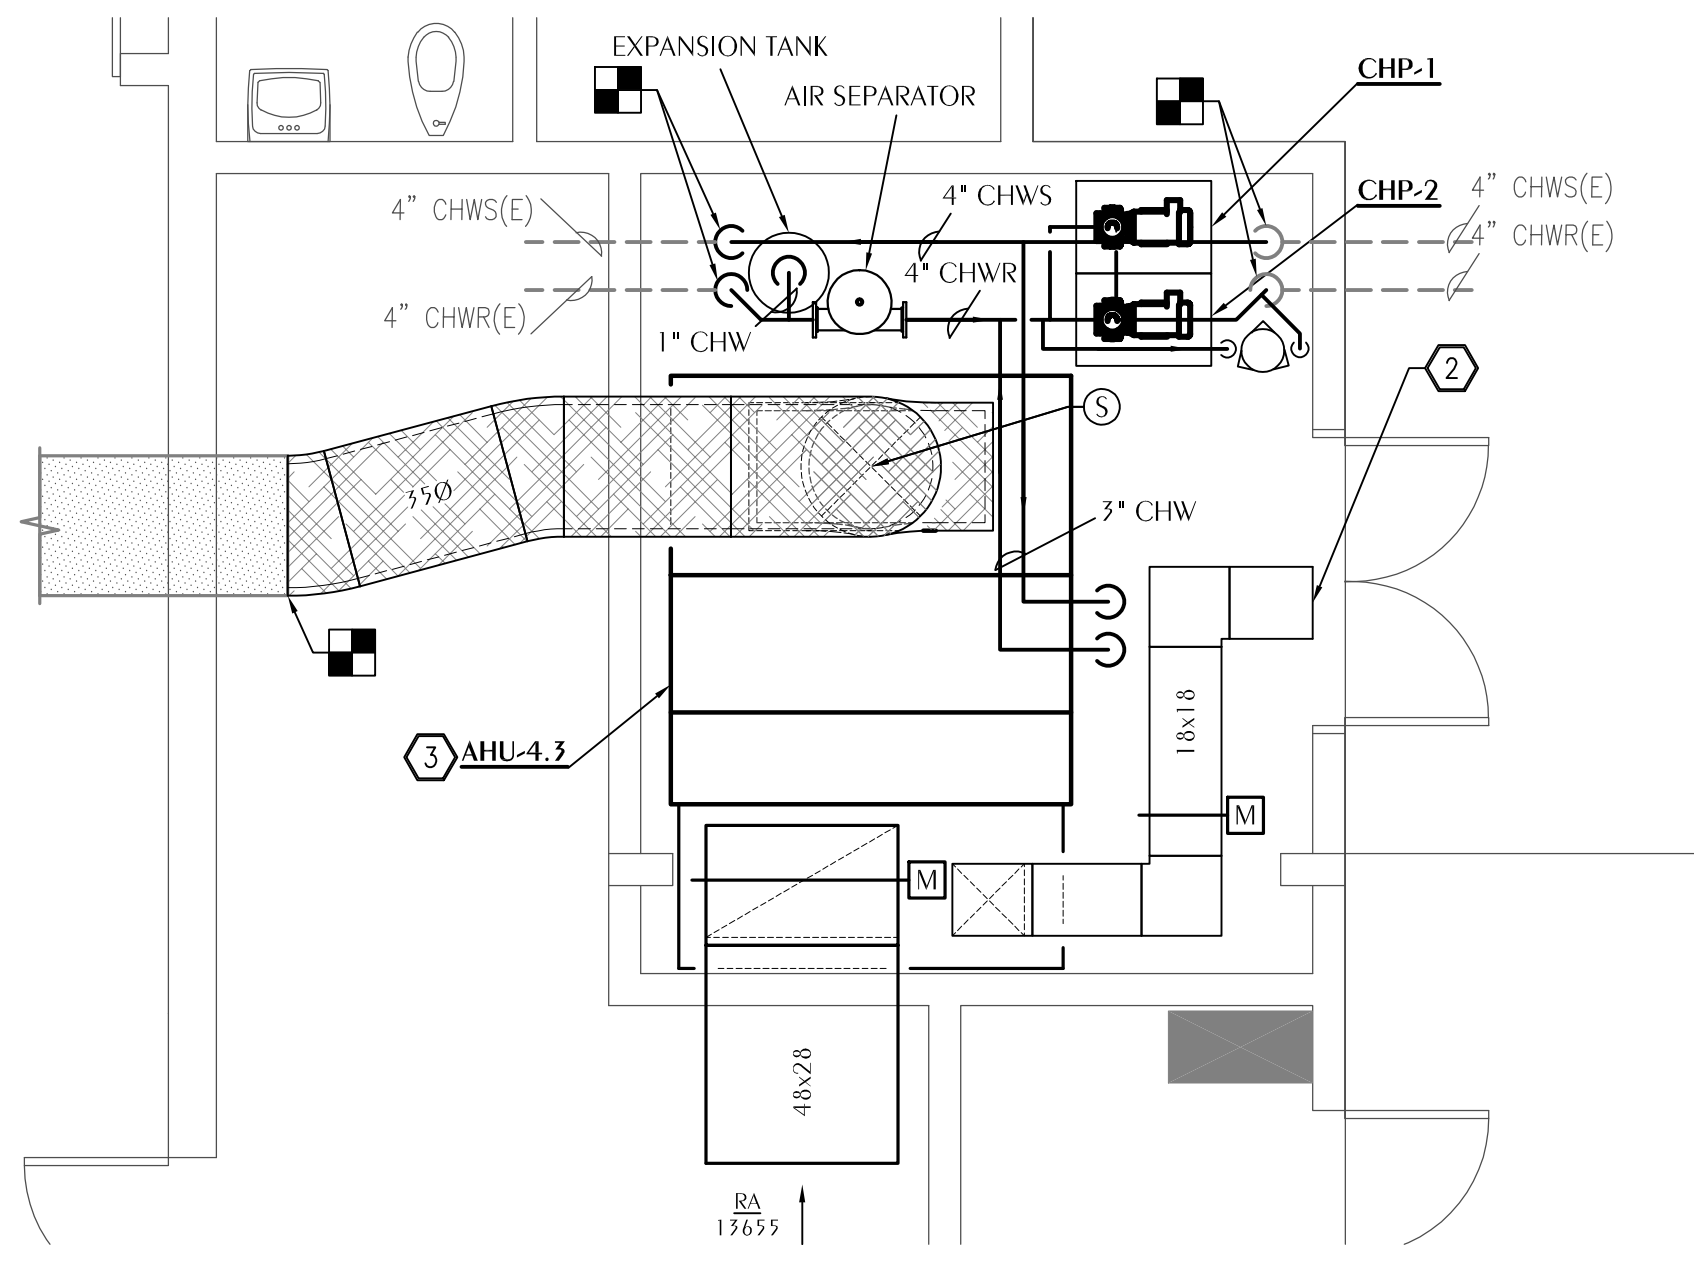 EXPANSION TANK
AIR SEPARATOR
CHP-1
CHP-2
4" CHWS
4” CHWS(E)
4” CHWS(E)
4” CHWR(E)
4" CHWR
4” CHWR(E)
1" CHW
2
S
35Ø
3" CHW
18x18
3 AHU-4.3
M
M
48x28
RA
13655